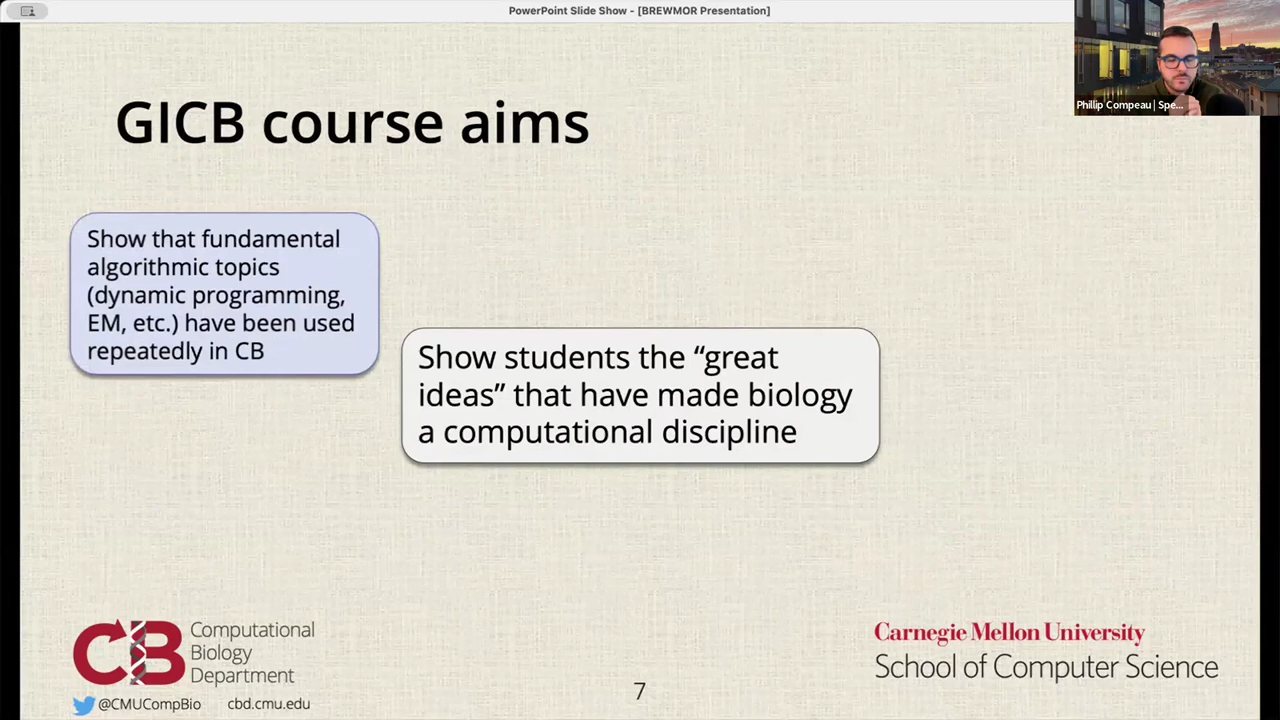 PowerPoint Slide Show - [BREWMOR Presentation]
Phillip Compeau | Spe...
GICB course aims
Show that fundamental
algorithmic topics
(dynamic programming,
EM, etc.) have been used
repeatedly in CB
Show students the “great
ideas” that have made biology
a computational discipline
CB
Computational
Biology
Department
@CMUCompBio cbd.cmu.edu
7
Carnegie Mellon University
School of Computer Science